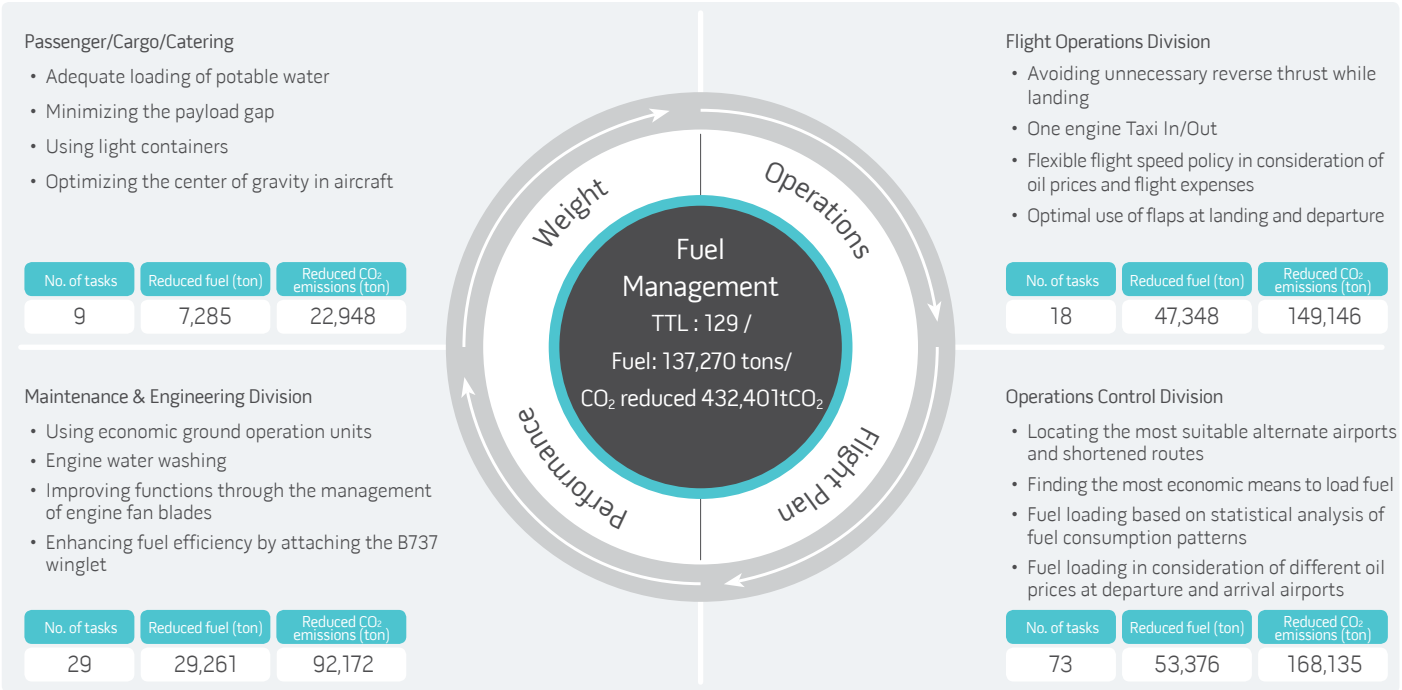 Passenger/Cargo/Catering
• Adequate loading of potable water
• Minimizing the payload gap
• Using light containers
• Optimizing the center of gravity in aircraft
No. of tasks
Reduced fuel (ton)
Reduced CO₂
emissions (ton)
9
7,285
22,948
Flight Operations Division
• Avoiding unnecessary reverse thrust while
landing
• One engine Taxi In/Out
• Flexible flight speed policy in consideration of
oil prices and flight expenses
• Optimal use of flaps at landing and departure
No. of tasks
Reduced fuel (ton)
Reduced CO₂
emissions (ton)
18
47,348
149,146
Weight
Operations
Fuel
Management
TTL : 129 /
Fuel: 137,270 tons/
CO₂ reduced 432,401tCO₂
Performance
Flight Plan
Maintenance & Engineering Division
• Using economic ground operation units
• Engine water washing
• Improving functions through the management
of engine fan blades
• Enhancing fuel efficiency by attaching the B737
winglet
No. of tasks
Reduced fuel (ton)
Reduced CO₂
emissions (ton)
29
29,261
92,172
Operations Control Division
• Locating the most suitable alternate airports
and shortened routes
• Finding the most economic means to load fuel
• Fuel loading based on statistical analysis of
fuel consumption patterns
• Fuel loading in consideration of different oil
prices at departure and arrival airports
No. of tasks
Reduced fuel (ton)
Reduced CO₂
emissions (ton)
73
53,376
168,135